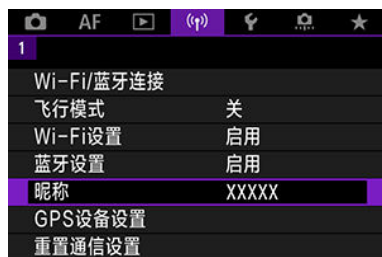 AF
1
Wi-Fi/蓝牙连接
飞行模式 关
Wi-Fi设置 启用
蓝牙设置 启用
昵称 XXXXX
GPS设备设置
重置通信设置